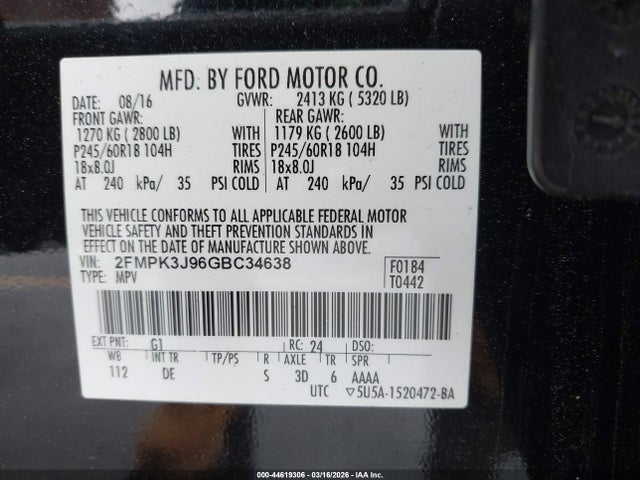 MFD. BY FORD MOTOR CO.
DATE: 08/16 GVWR: 2413 KG ( 5320 LB)
FRONT GAWR: REAR GAWR:
1270 KG ( 2800 LB) WITH 1179 KG ( 2600 LB) WITH
P245/60R18 104H TIRES P245/60R18 104H TIRES
18x8.0J RIMS 18x8.0J RIMS
AT 240 kPa/ 35 PSI COLD AT 240 kPa/ 35 PSI COLD
THIS VEHICLE CONFORMS TO ALL APPLICABLE FEDERAL MOTOR
VEHICLE SAFETY AND THEFT PREVENTION STANDARDS IN
EFFECT ON THE DATE OF MANUFACTURE SHOWN ABOVE.
VIN: 2FMPK3J96GBC34638 F0184
TYPE: MPV T0442
EXT PNT: G1 RC: 24 DSO:
WB INT TR TP/PS R AXLE TR SPR
112 DE S 3D 6 AAAA
UTC ▽5U5A-1520472-BA
000-44619306 - 03/16/2026 - IAA Inc.